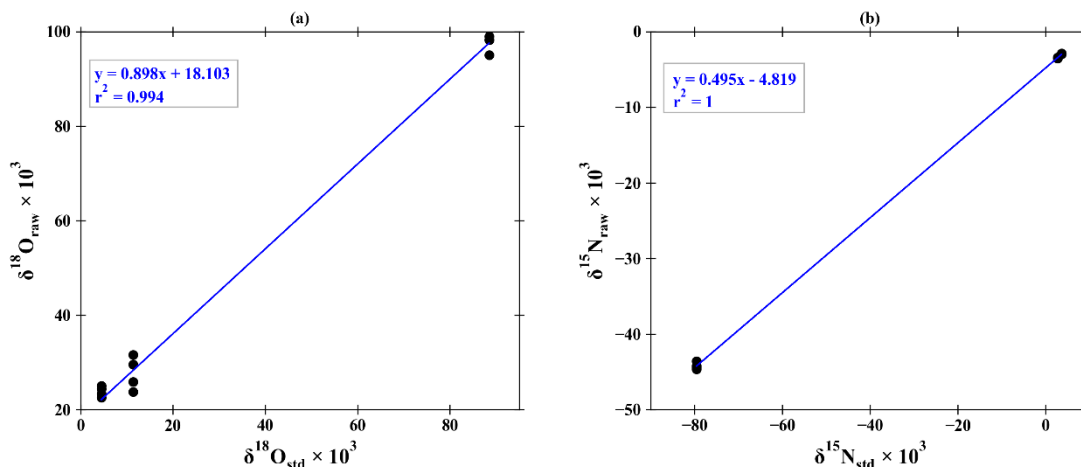 (a)
100
80
60
40
20
0
20
40
60
80
y = 0.898x + 18.103
r² = 0.994
δ¹⁸O_raw × 10³
δ¹⁸O_std × 10³
(b)
0
−10
−20
−30
−40
−50
−80
−60
−40
−20
0
y = 0.495x - 4.819
r² = 1
δ¹⁵N_raw × 10³
δ¹⁵N_std × 10³